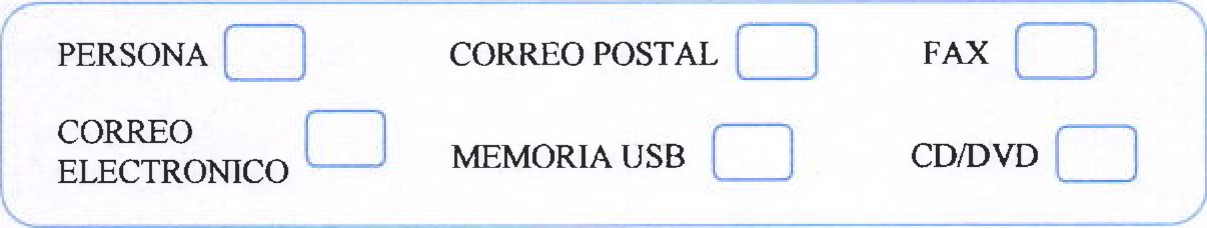 PERSONA CORREO POSTAL FAX
CORREO
ELECTRONICO MEMORIA USB CD/DVD